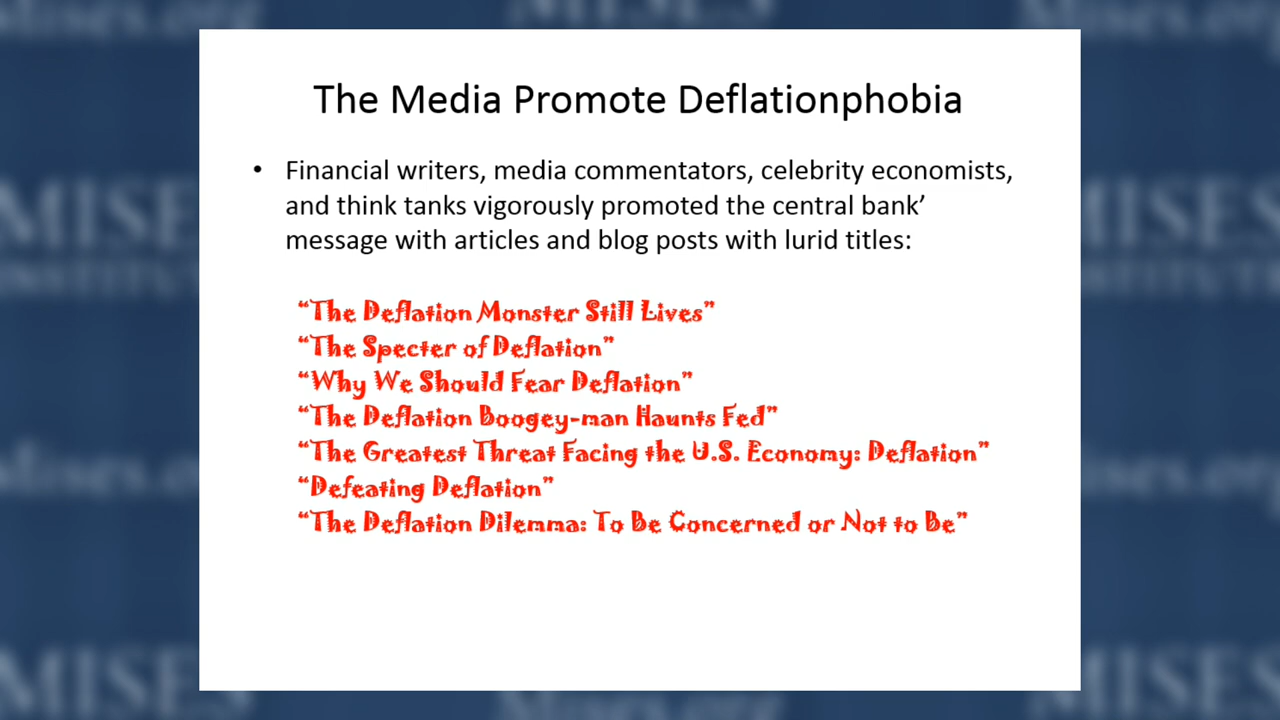 The Media Promote Deflationphobia
• Financial writers, media commentators, celebrity economists,
and think tanks vigorously promoted the central bank’
message with articles and blog posts with lurid titles:
“The Deflation Monster Still Lives”
“The Specter of Deflation”
“Why We Should Fear Deflation”
“The Deflation Boogey-man Haunts Fed”
“The Greatest Threat Facing the U.S. Economy: Deflation”
“Defeating Deflation”
“The Deflation Dilemma: To Be Concerned or Not to Be”